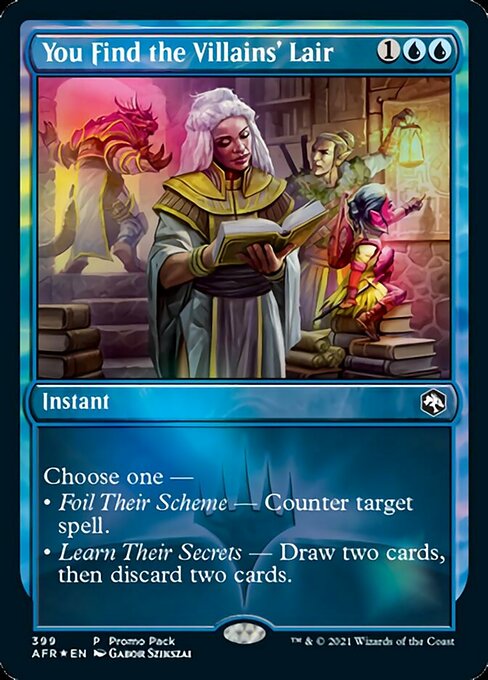 You Find the Villains' Lair 1
Instant
Choose one —
• Foil Their Scheme — Counter target
spell.
• Learn Their Secrets — Draw two cards,
then discard two cards.
399 P Promo Pack ™ & © 2021 Wizards of the Coast
AFR★EN Gabor Szikszai